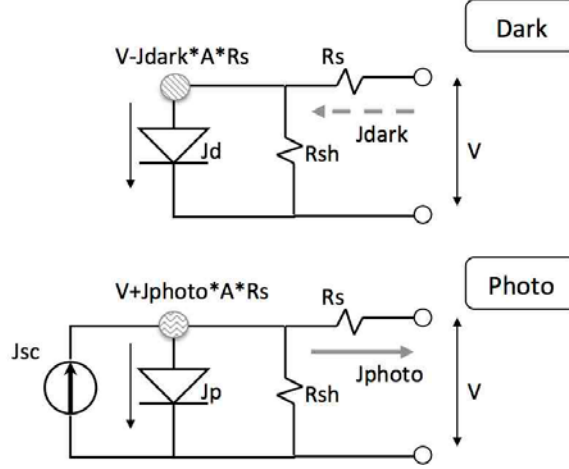 Dark
V-Jdark*A*Rs
Rs
Jdark
Jd
Rsh
V
Photo
V+Jphoto*A*Rs
Rs
Jsc
Jphoto
Jp
Rsh
V